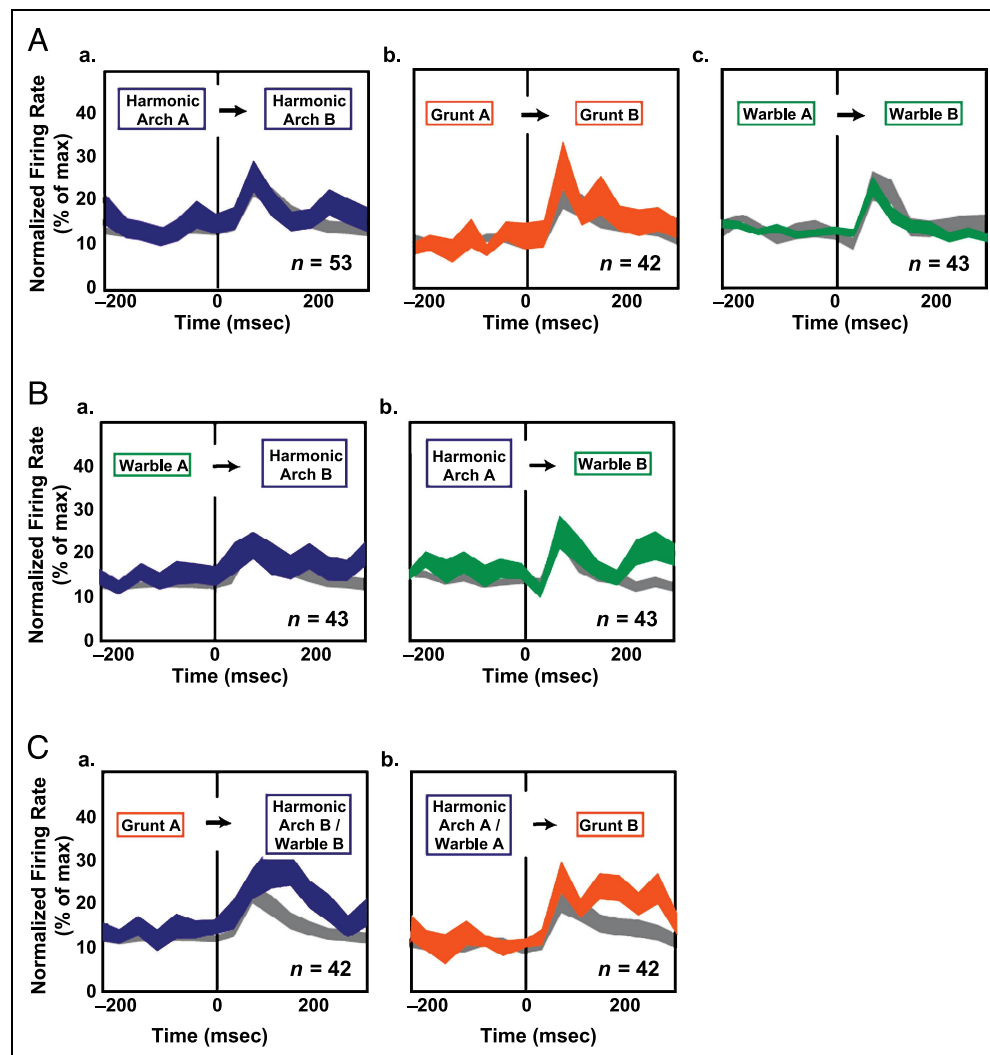 A
a.
b.
c.
Normalized Firing Rate
(% of max)
40
30
20
10
0
Harmonic
Arch A
Harmonic
Arch B
n = 53
–200
0
200
Time (msec)
Grunt A
Grunt B
n = 42
–200
0
200
Time (msec)
Warble A
Warble B
n = 43
–200
0
200
Time (msec)
B
a.
b.
Normalized Firing Rate
(% of max)
40
30
20
10
0
Warble A
Harmonic
Arch B
n = 43
–200
0
200
Time (msec)
Harmonic
Arch A
Warble B
n = 43
–200
0
200
Time (msec)
C
a.
b.
Normalized Firing Rate
(% of max)
40
30
20
10
0
Grunt A
Harmonic
Arch B /
Warble B
n = 42
–200
0
200
Time (msec)
Harmonic
Arch A /
Warble A
Grunt B
n = 42
–200
0
200
Time (msec)